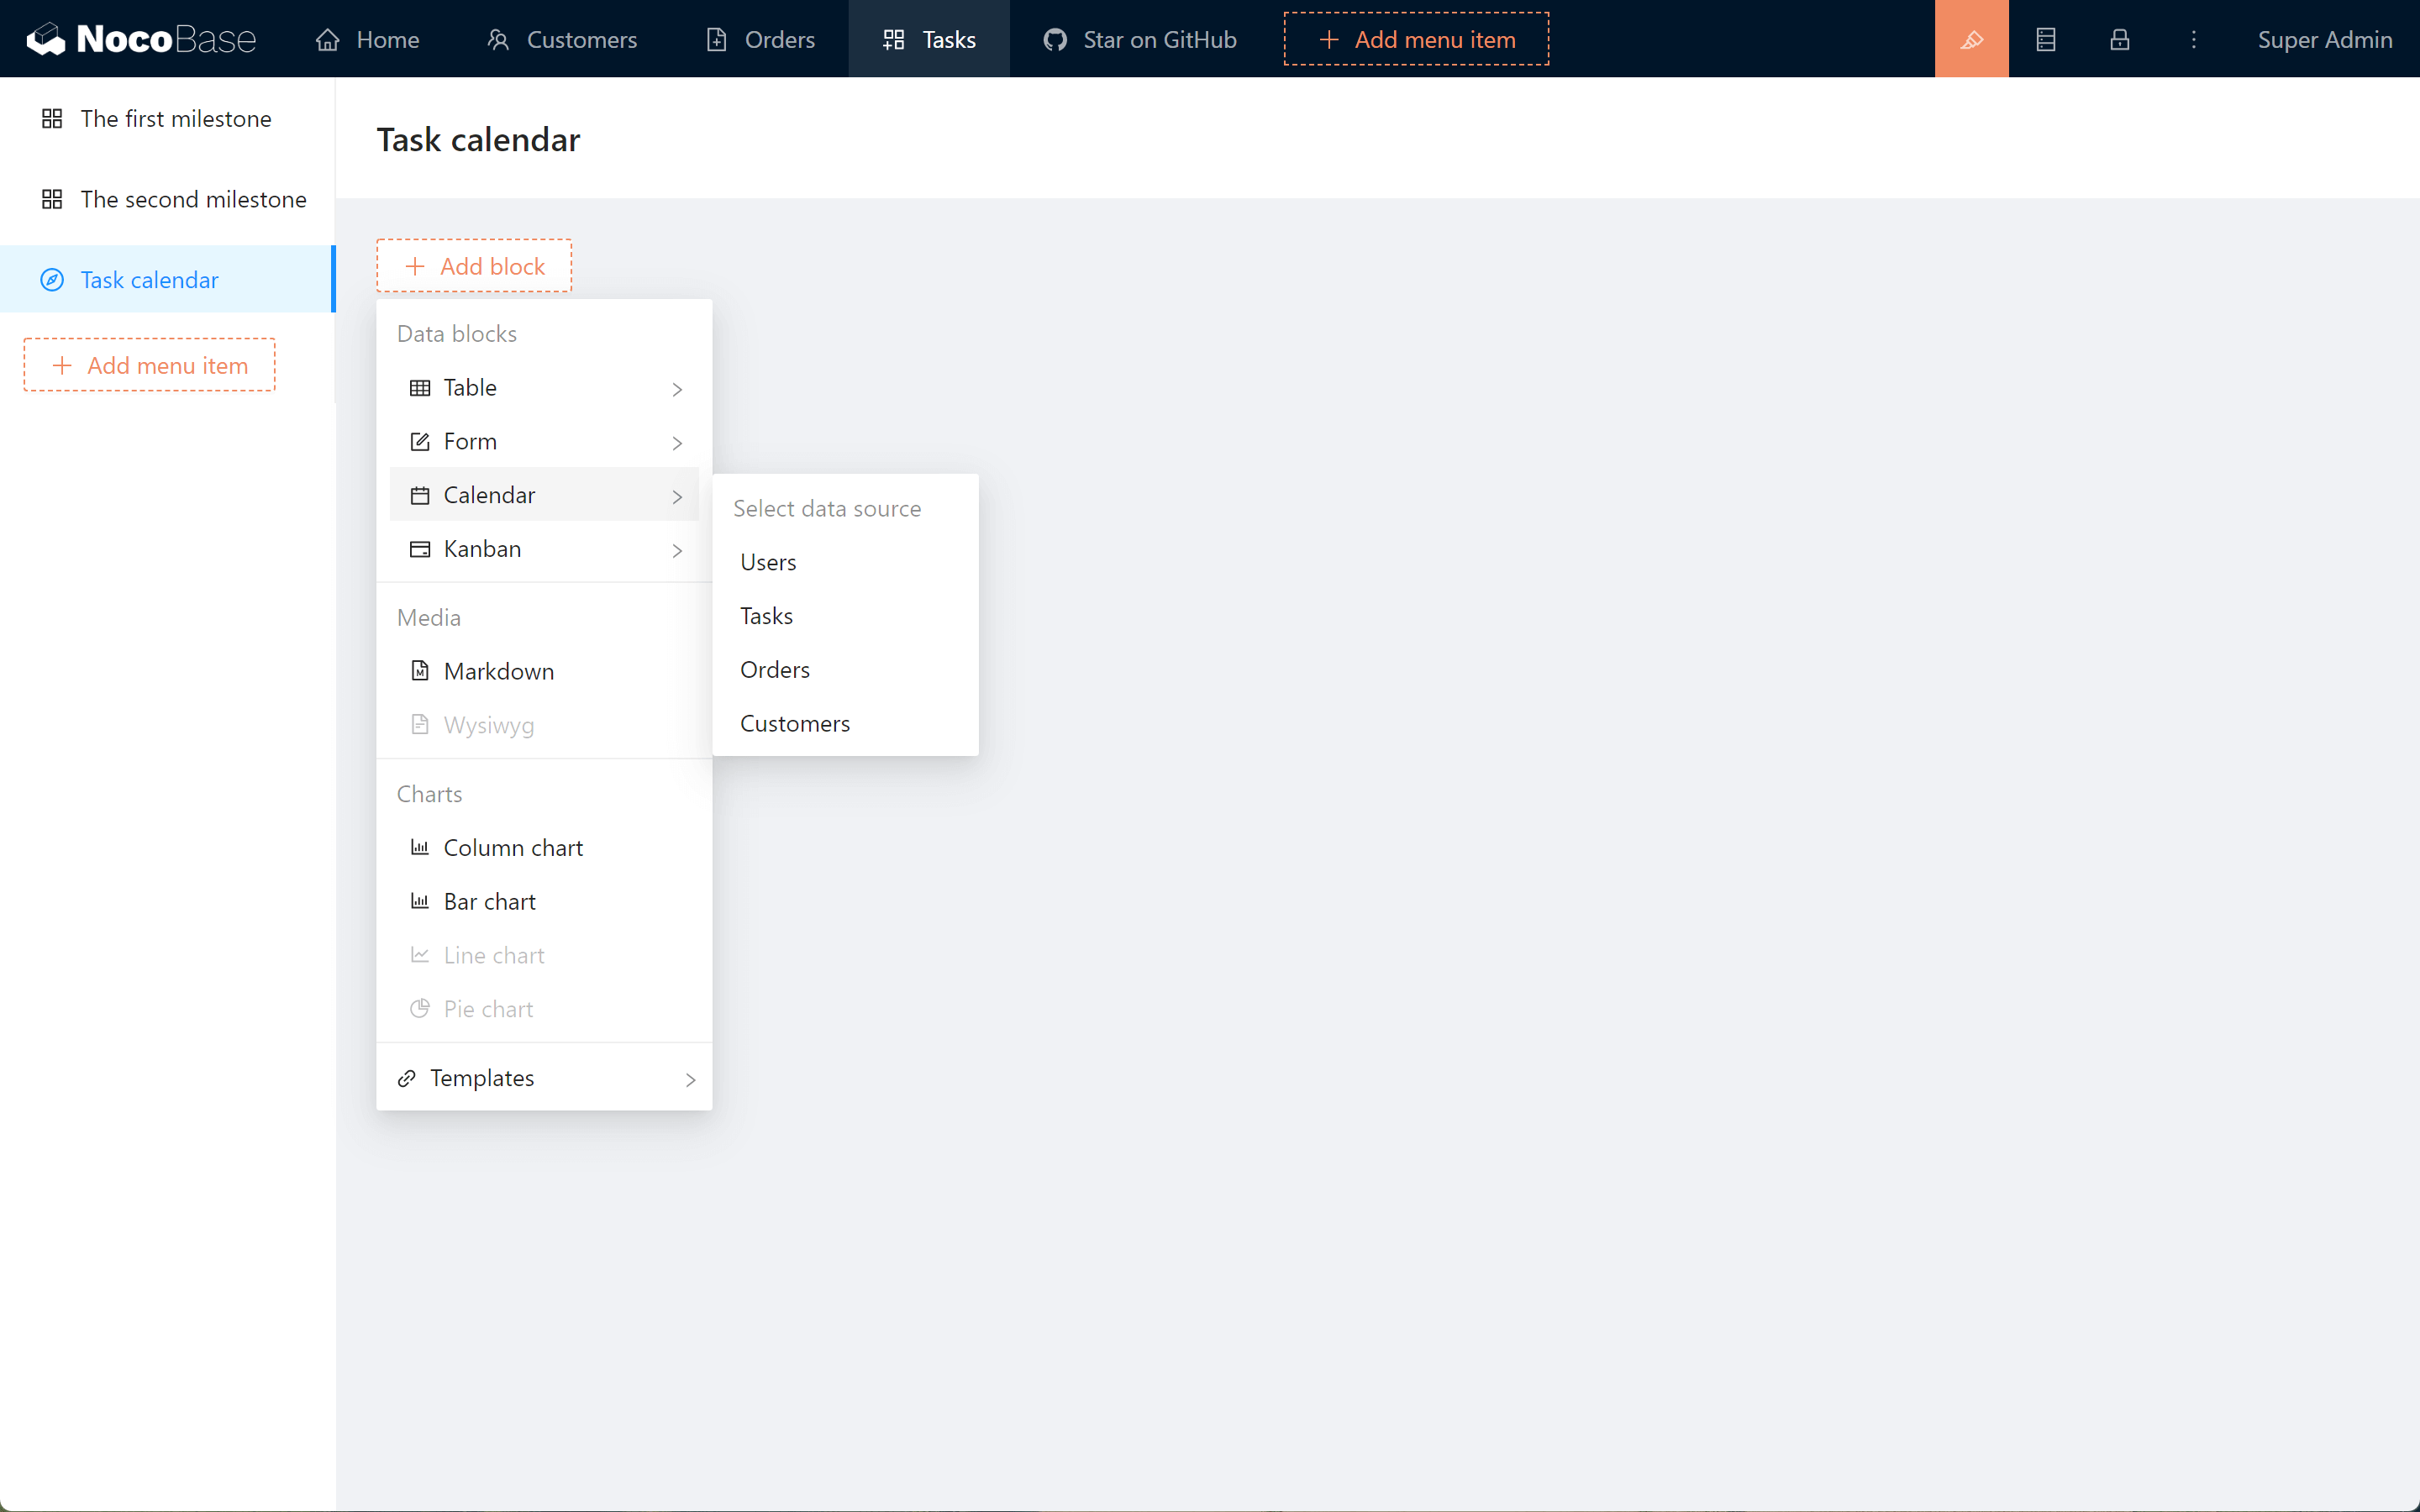 NocoBase
Home
Customers
Orders
Tasks
Star on GitHub
Add menu item
Super Admin
The first milestone
The second milestone
Task calendar
Add menu item
Task calendar
Add block
Data blocks
Table
Form
Calendar
Kanban
Media
Markdown
Wysiwyg
Charts
Column chart
Bar chart
Line chart
Pie chart
Templates
Select data source
Users
Tasks
Orders
Customers